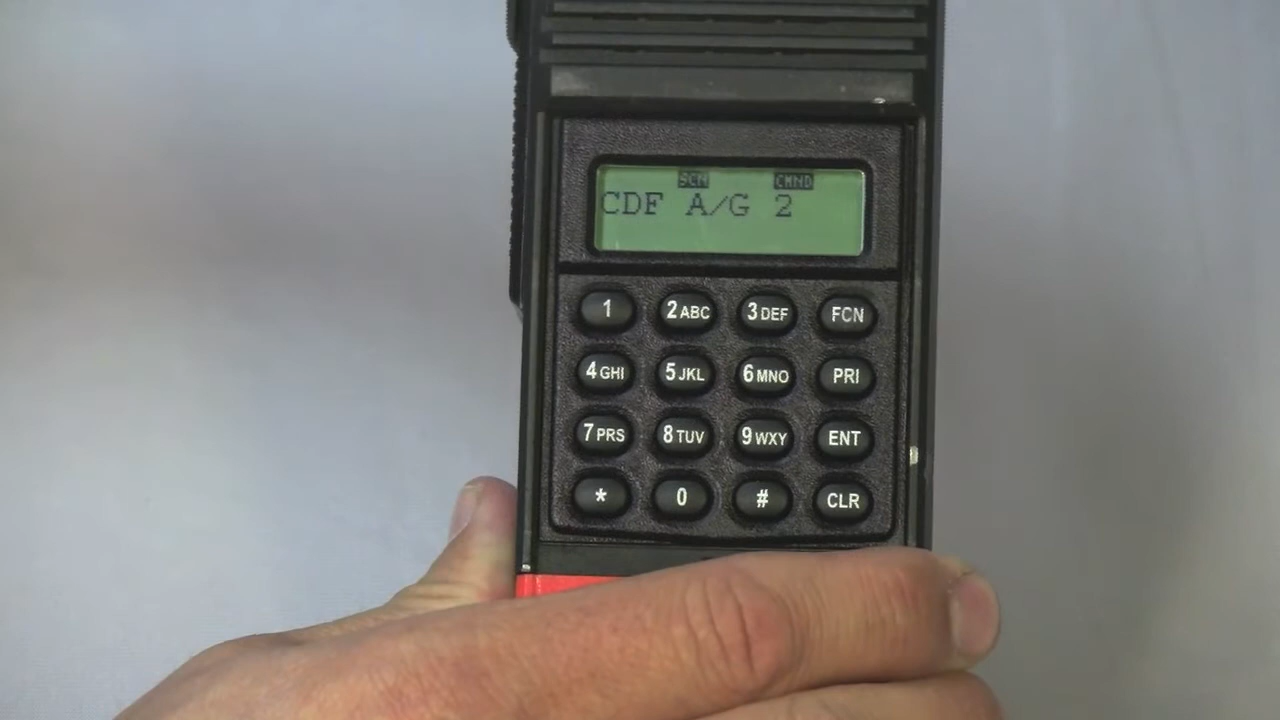 SCN CMND
CDF A/G 2
1 2ABC 3DEF FCN
4GHI 5JKL 6MNO PRI
7PRS 8TUV 9WXY ENT
* 0 # CLR